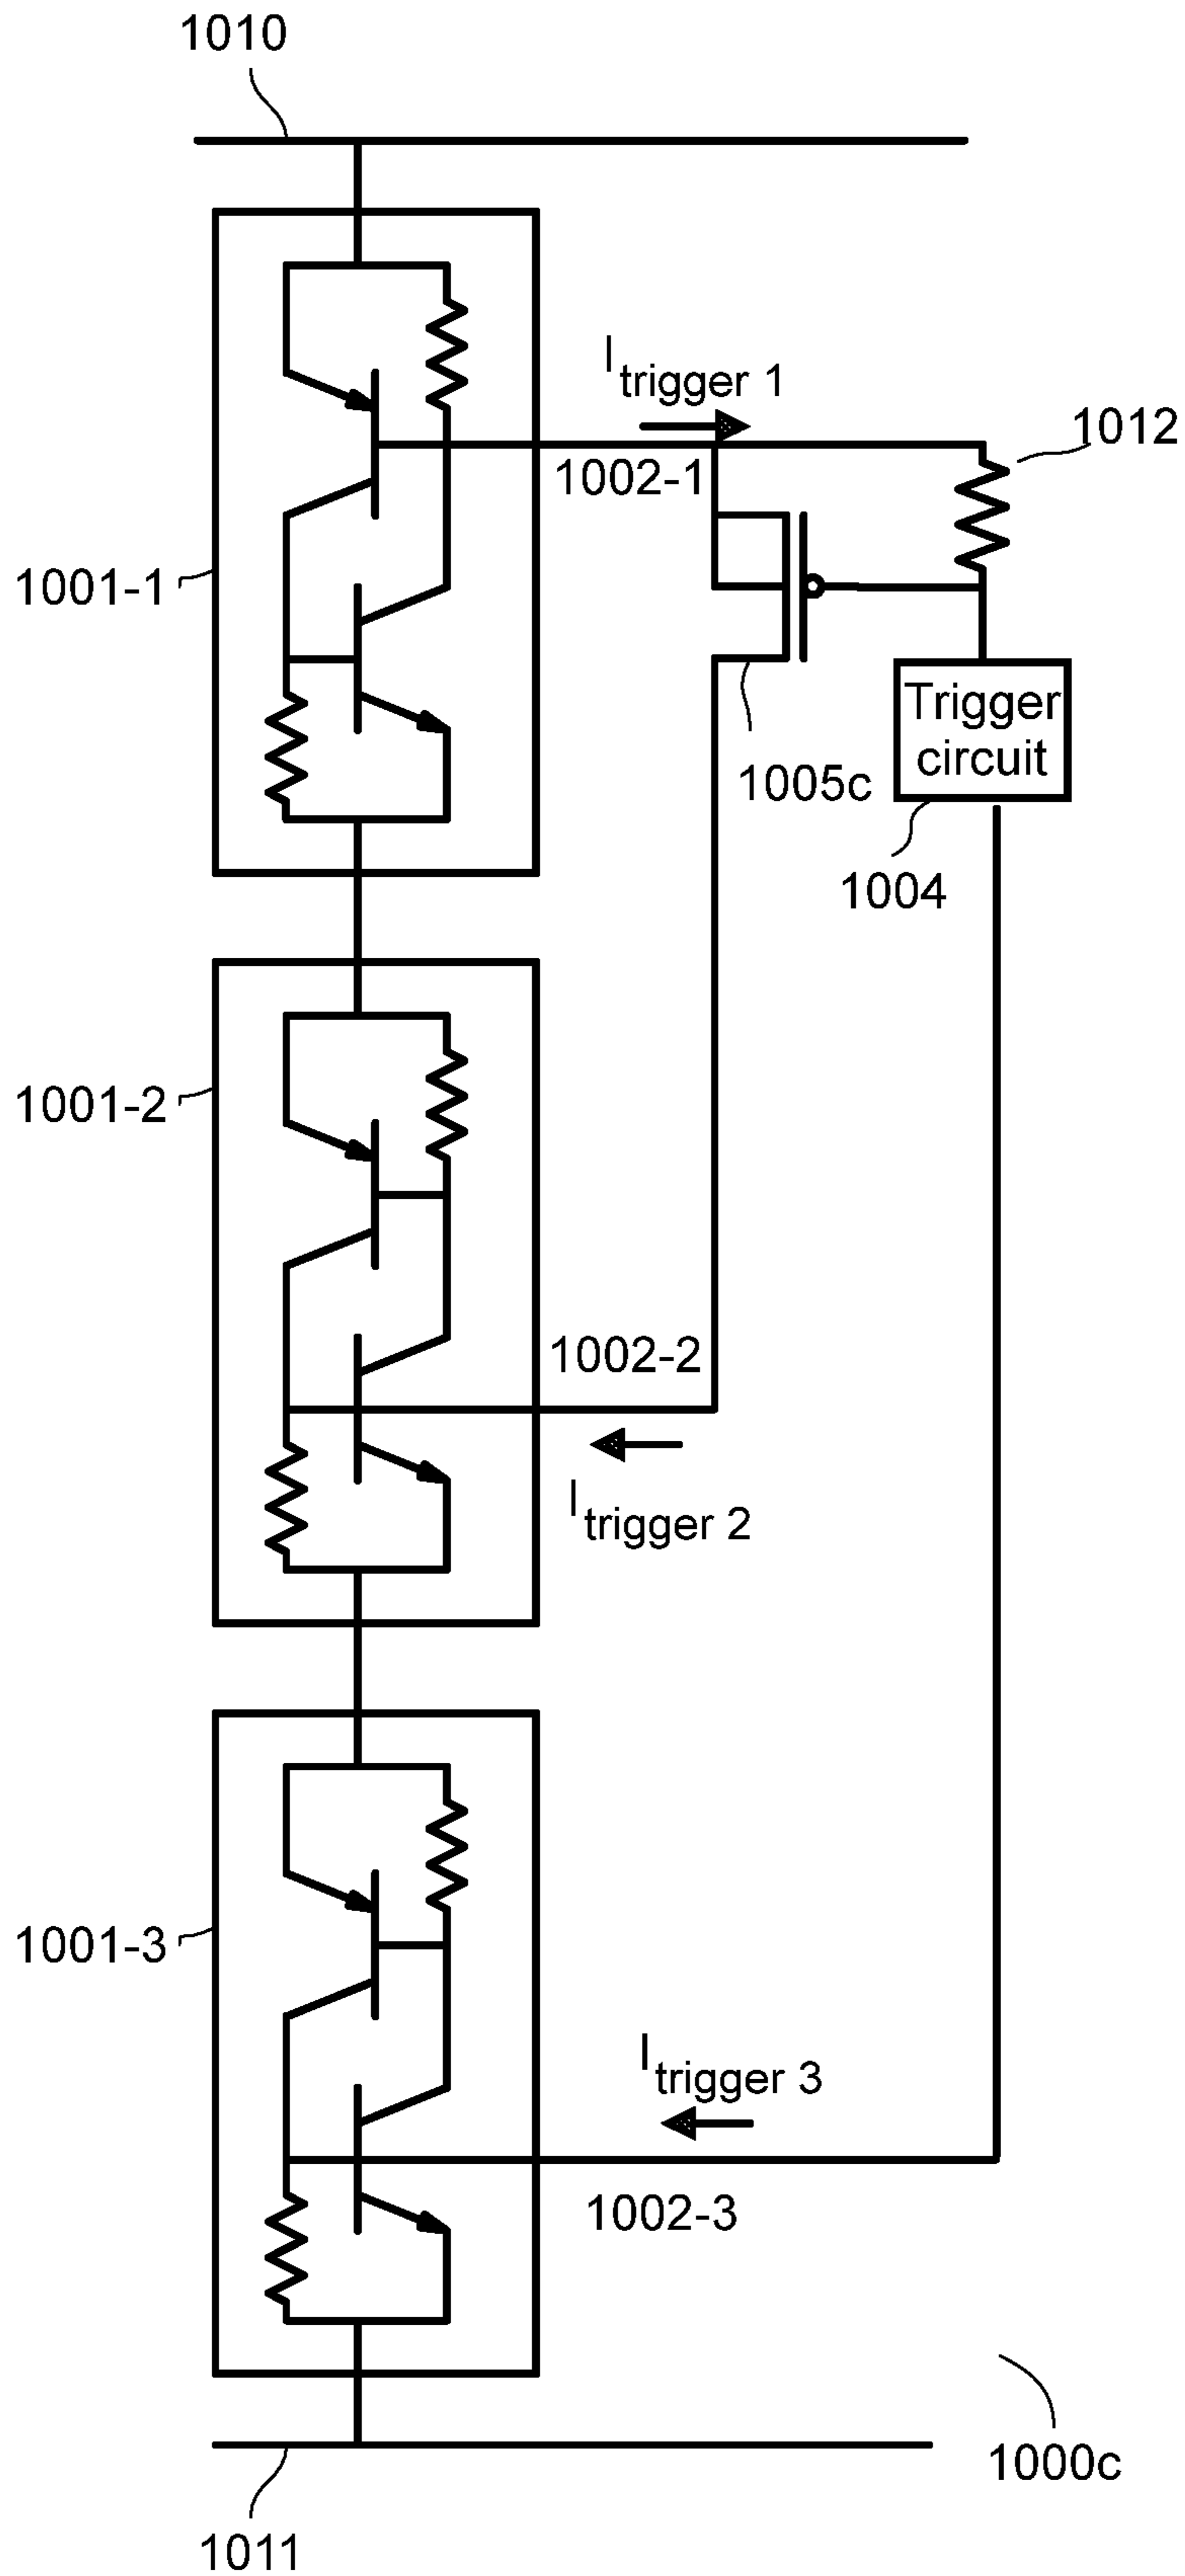 1010
I trigger 1
1012
1002-1
1001-1
Trigger
circuit
1005c
1004
1001-2
1002-2
I trigger 2
1001-3
I trigger 3
1002-3
1000c
1011